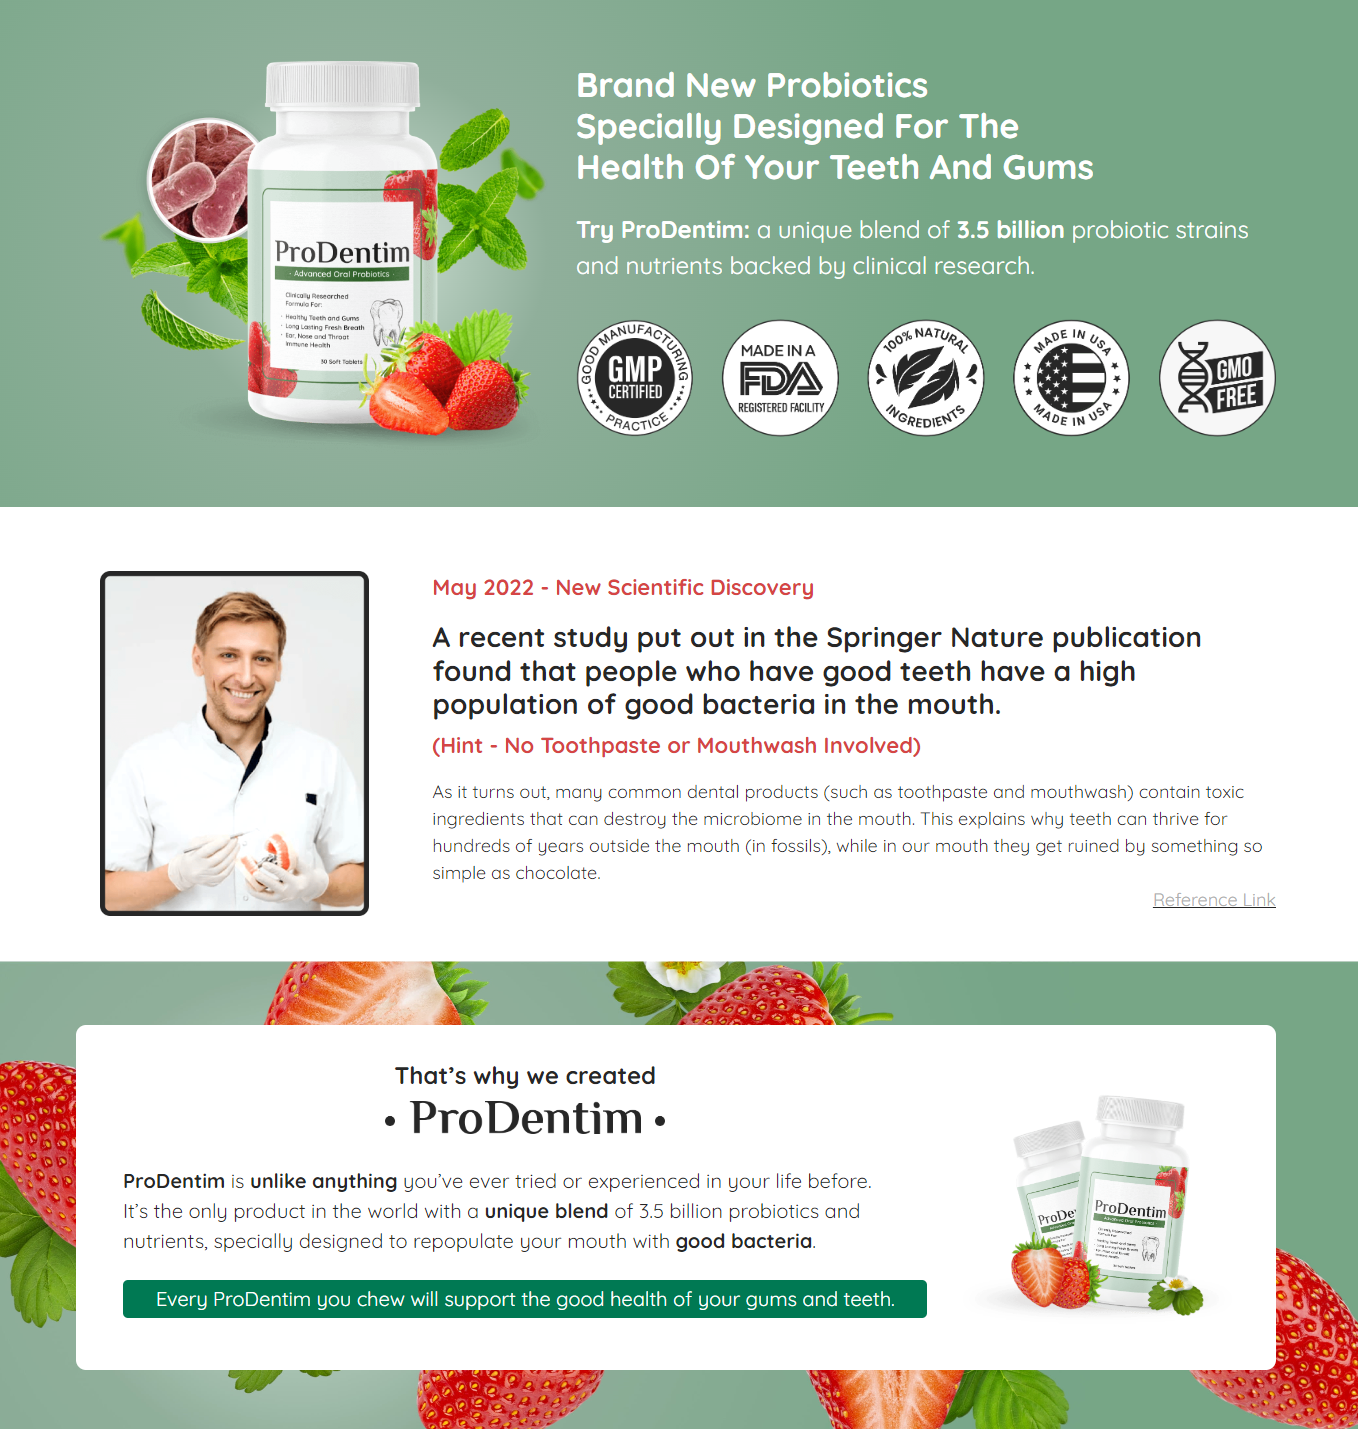 Brand New Probiotics
Specially Designed For The
Health Of Your Teeth And Gums
Try ProDentim: a unique blend of 3.5 billion probiotic strains
and nutrients backed by clinical research.
ProDentim
· Advanced Oral Probiotics ·
Clinically Researched
Formula For:
· Healthy Teeth and Gums
· Long Lasting Fresh Breath
· Ear, Nose and Throat
Immune Health
30 Soft Tablets
GOOD MANUFACTURING
GMP
CERTIFIED
PRACTICE
MADE IN A
FDA
REGISTERED FACILITY
100% NATURAL
INGREDIENTS
MADE IN USA
MADE IN USA
GMO
FREE
May 2022 - New Scientific Discovery
A recent study put out in the Springer Nature publication
found that people who have good teeth have a high
population of good bacteria in the mouth.
(Hint - No Toothpaste or Mouthwash Involved)
As it turns out, many common dental products (such as toothpaste and mouthwash) contain toxic
ingredients that can destroy the microbiome in the mouth. This explains why teeth can thrive for
hundreds of years outside the mouth (in fossils), while in our mouth they get ruined by something so
simple as chocolate.
Reference Link
That’s why we created
• ProDentim •
ProDentim is unlike anything you’ve ever tried or experienced in your life before.
It’s the only product in the world with a unique blend of 3.5 billion probiotics and
nutrients, specially designed to repopulate your mouth with good bacteria.
Every ProDentim you chew will support the good health of your gums and teeth.
ProDentim